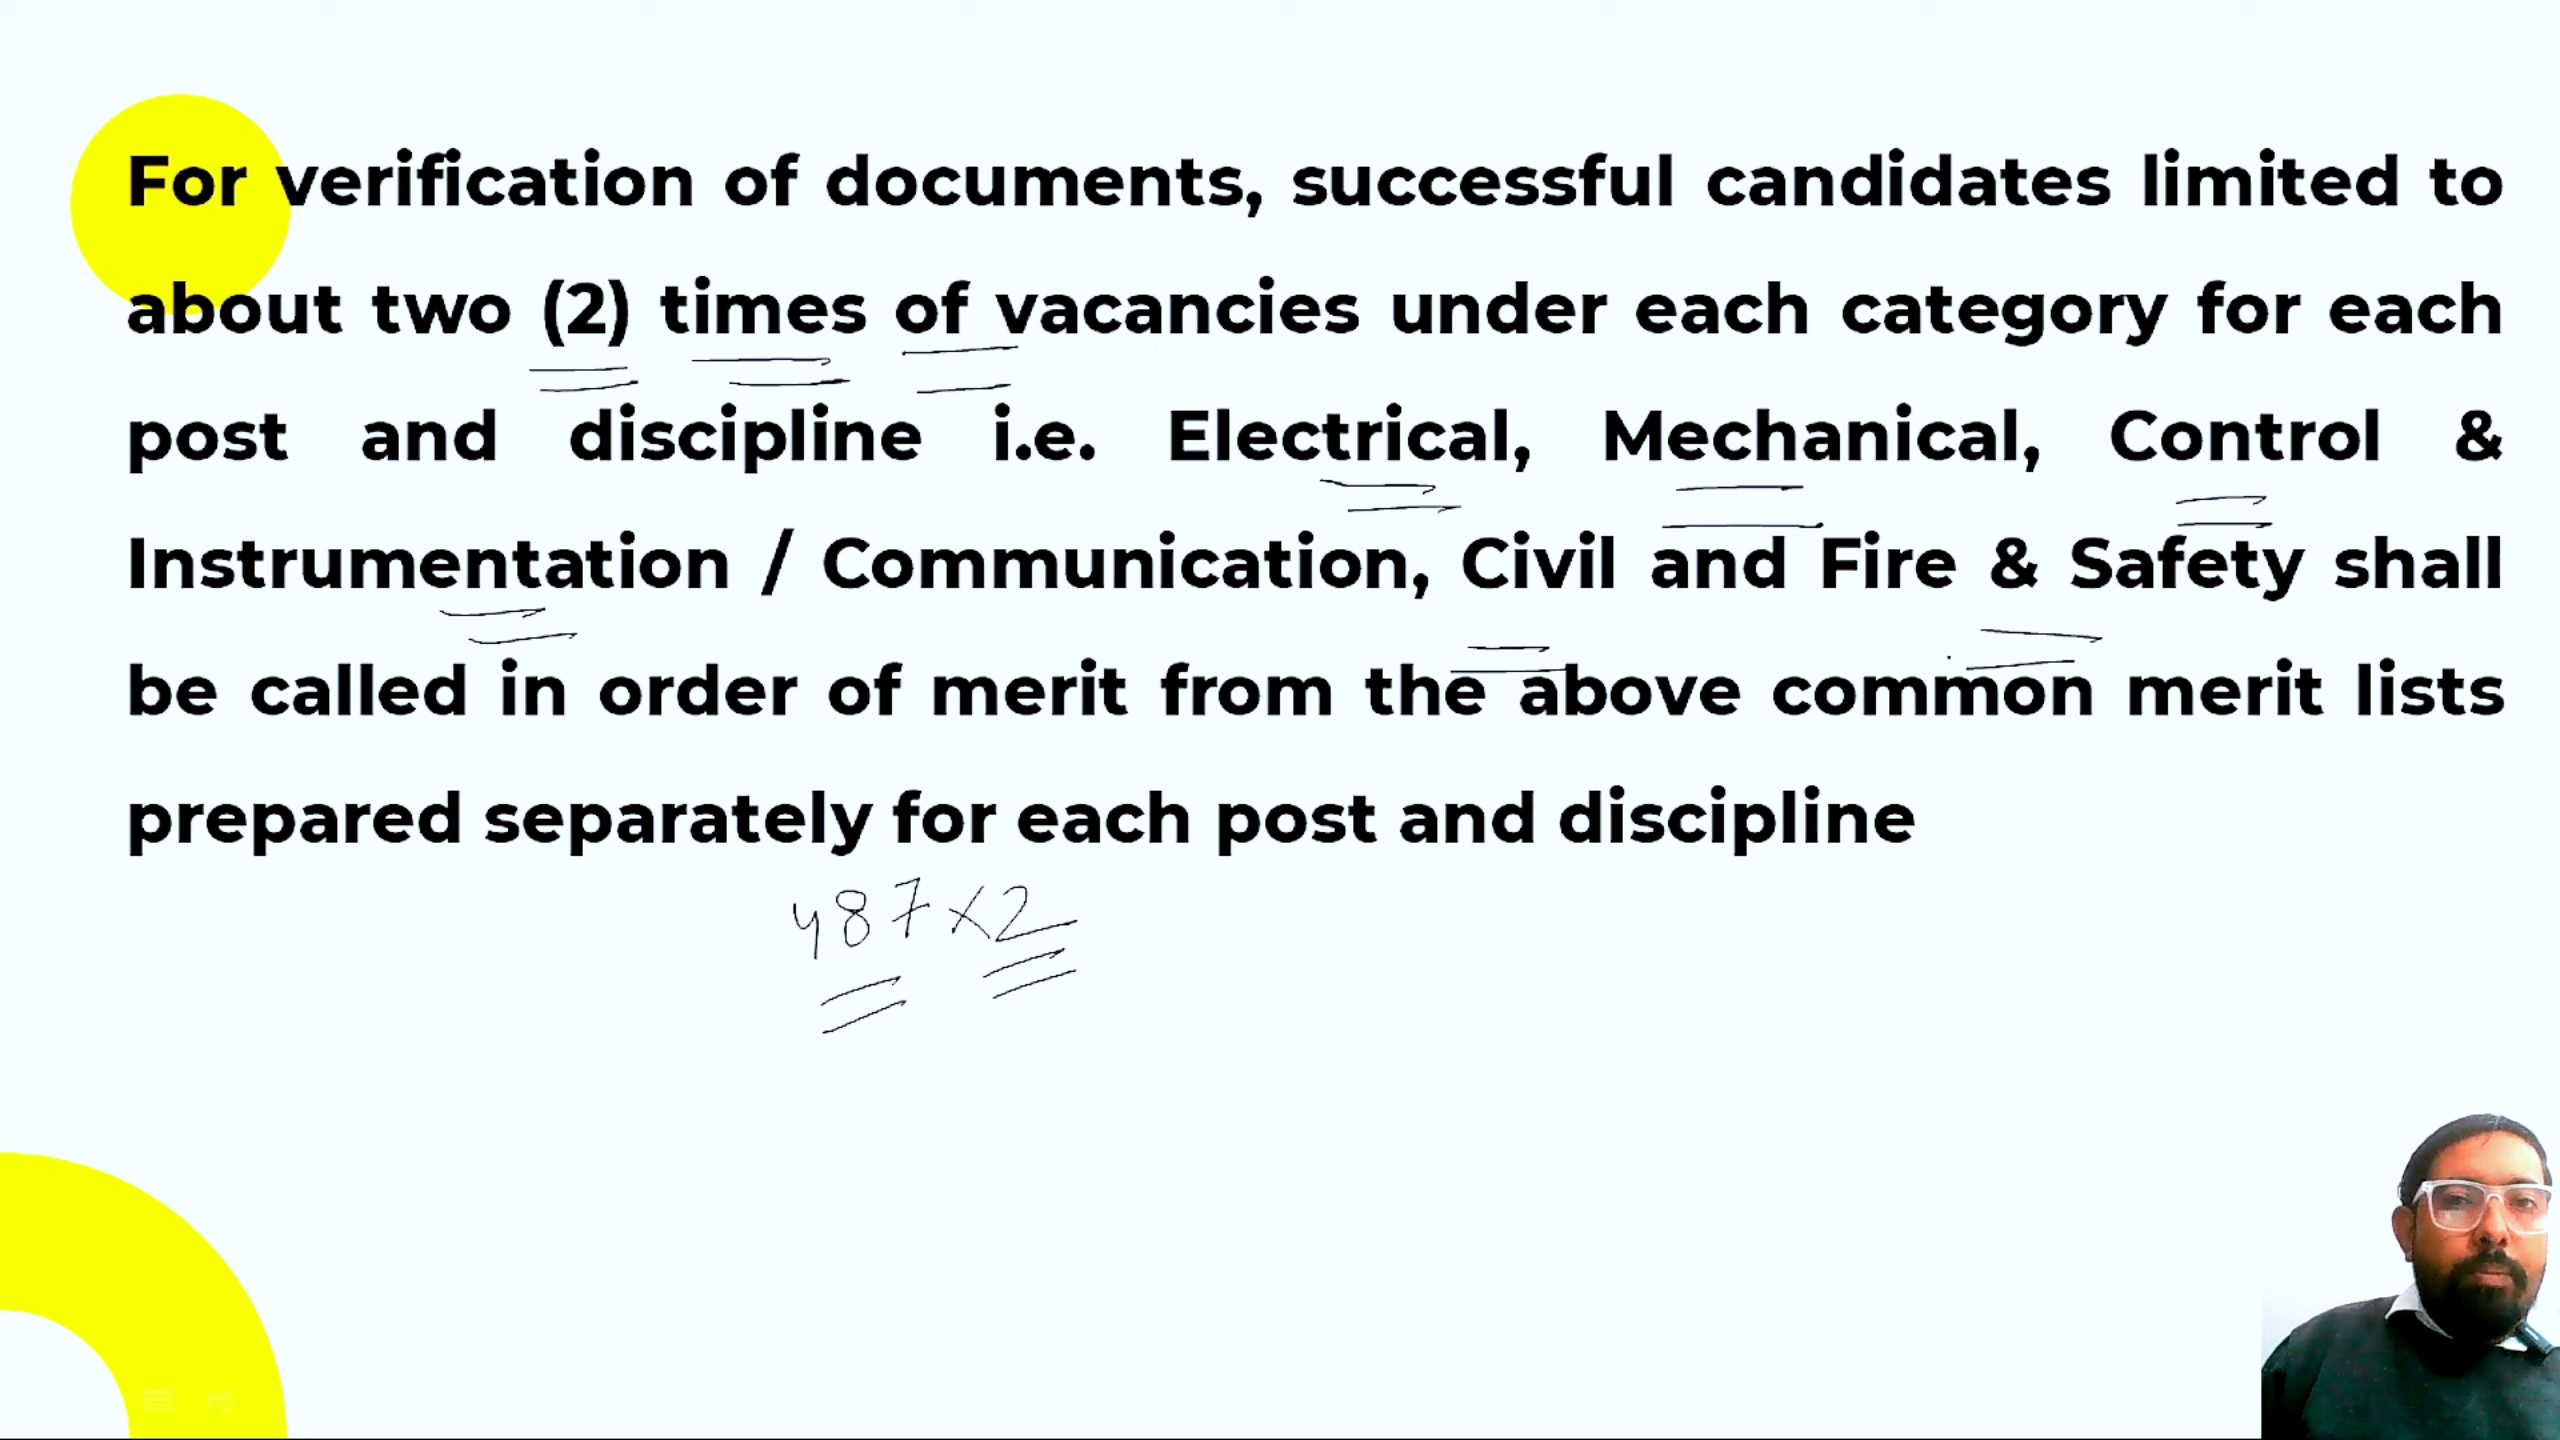 For verification of documents, successful candidates limited to
about two (2) times of vacancies under each category for each
post and discipline i.e. Electrical, Mechanical, Control &
Instrumentation / Communication, Civil and Fire & Safety shall
be called in order of merit from the above common merit lists
prepared separately for each post and discipline
487×2